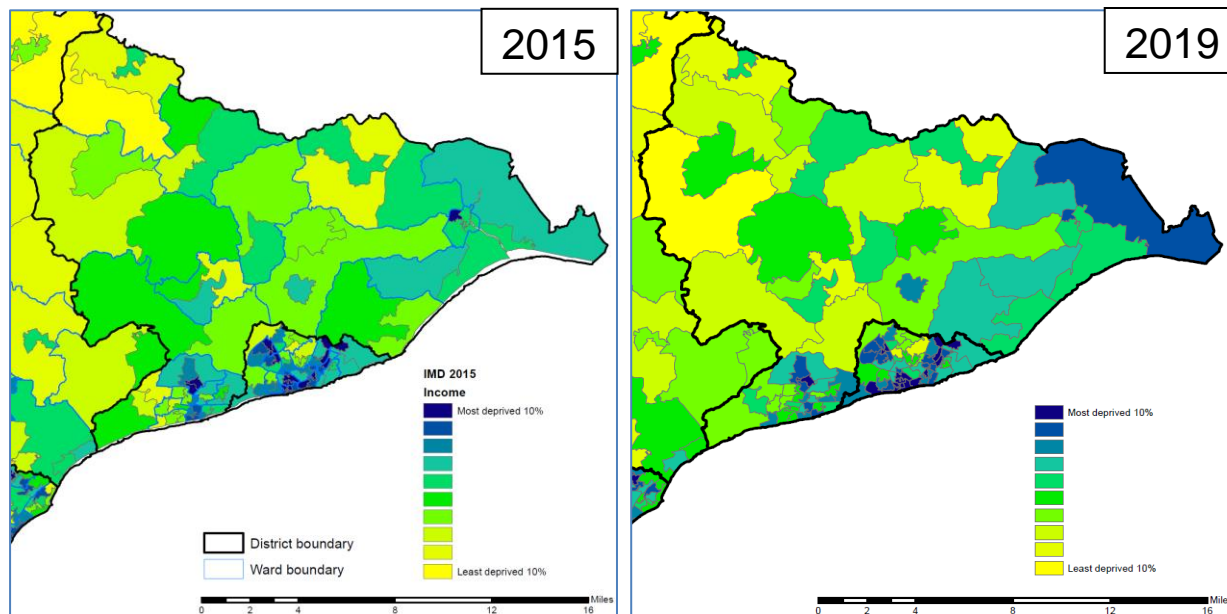 2015
IMD 2015
Income
Most deprived 10%
Least deprived 10%
District boundary
Ward boundary
Miles
0 2 4 8 12 16
2019
Most deprived 10%
Least deprived 10%
Miles
0 2 4 8 12 16